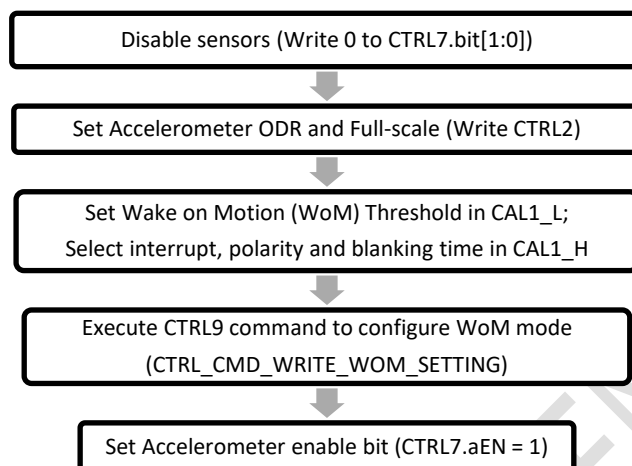 Disable sensors (Write 0 to CTRL7.bit[1:0])
Set Accelerometer ODR and Full-scale (Write CTRL2)
Set Wake on Motion (WoM) Threshold in CAL1_L;
Select interrupt, polarity and blanking time in CAL1_H
Execute CTRL9 command to configure WoM mode
(CTRL_CMD_WRITE_WOM_SETTING)
Set Accelerometer enable bit (CTRL7.aEN = 1)